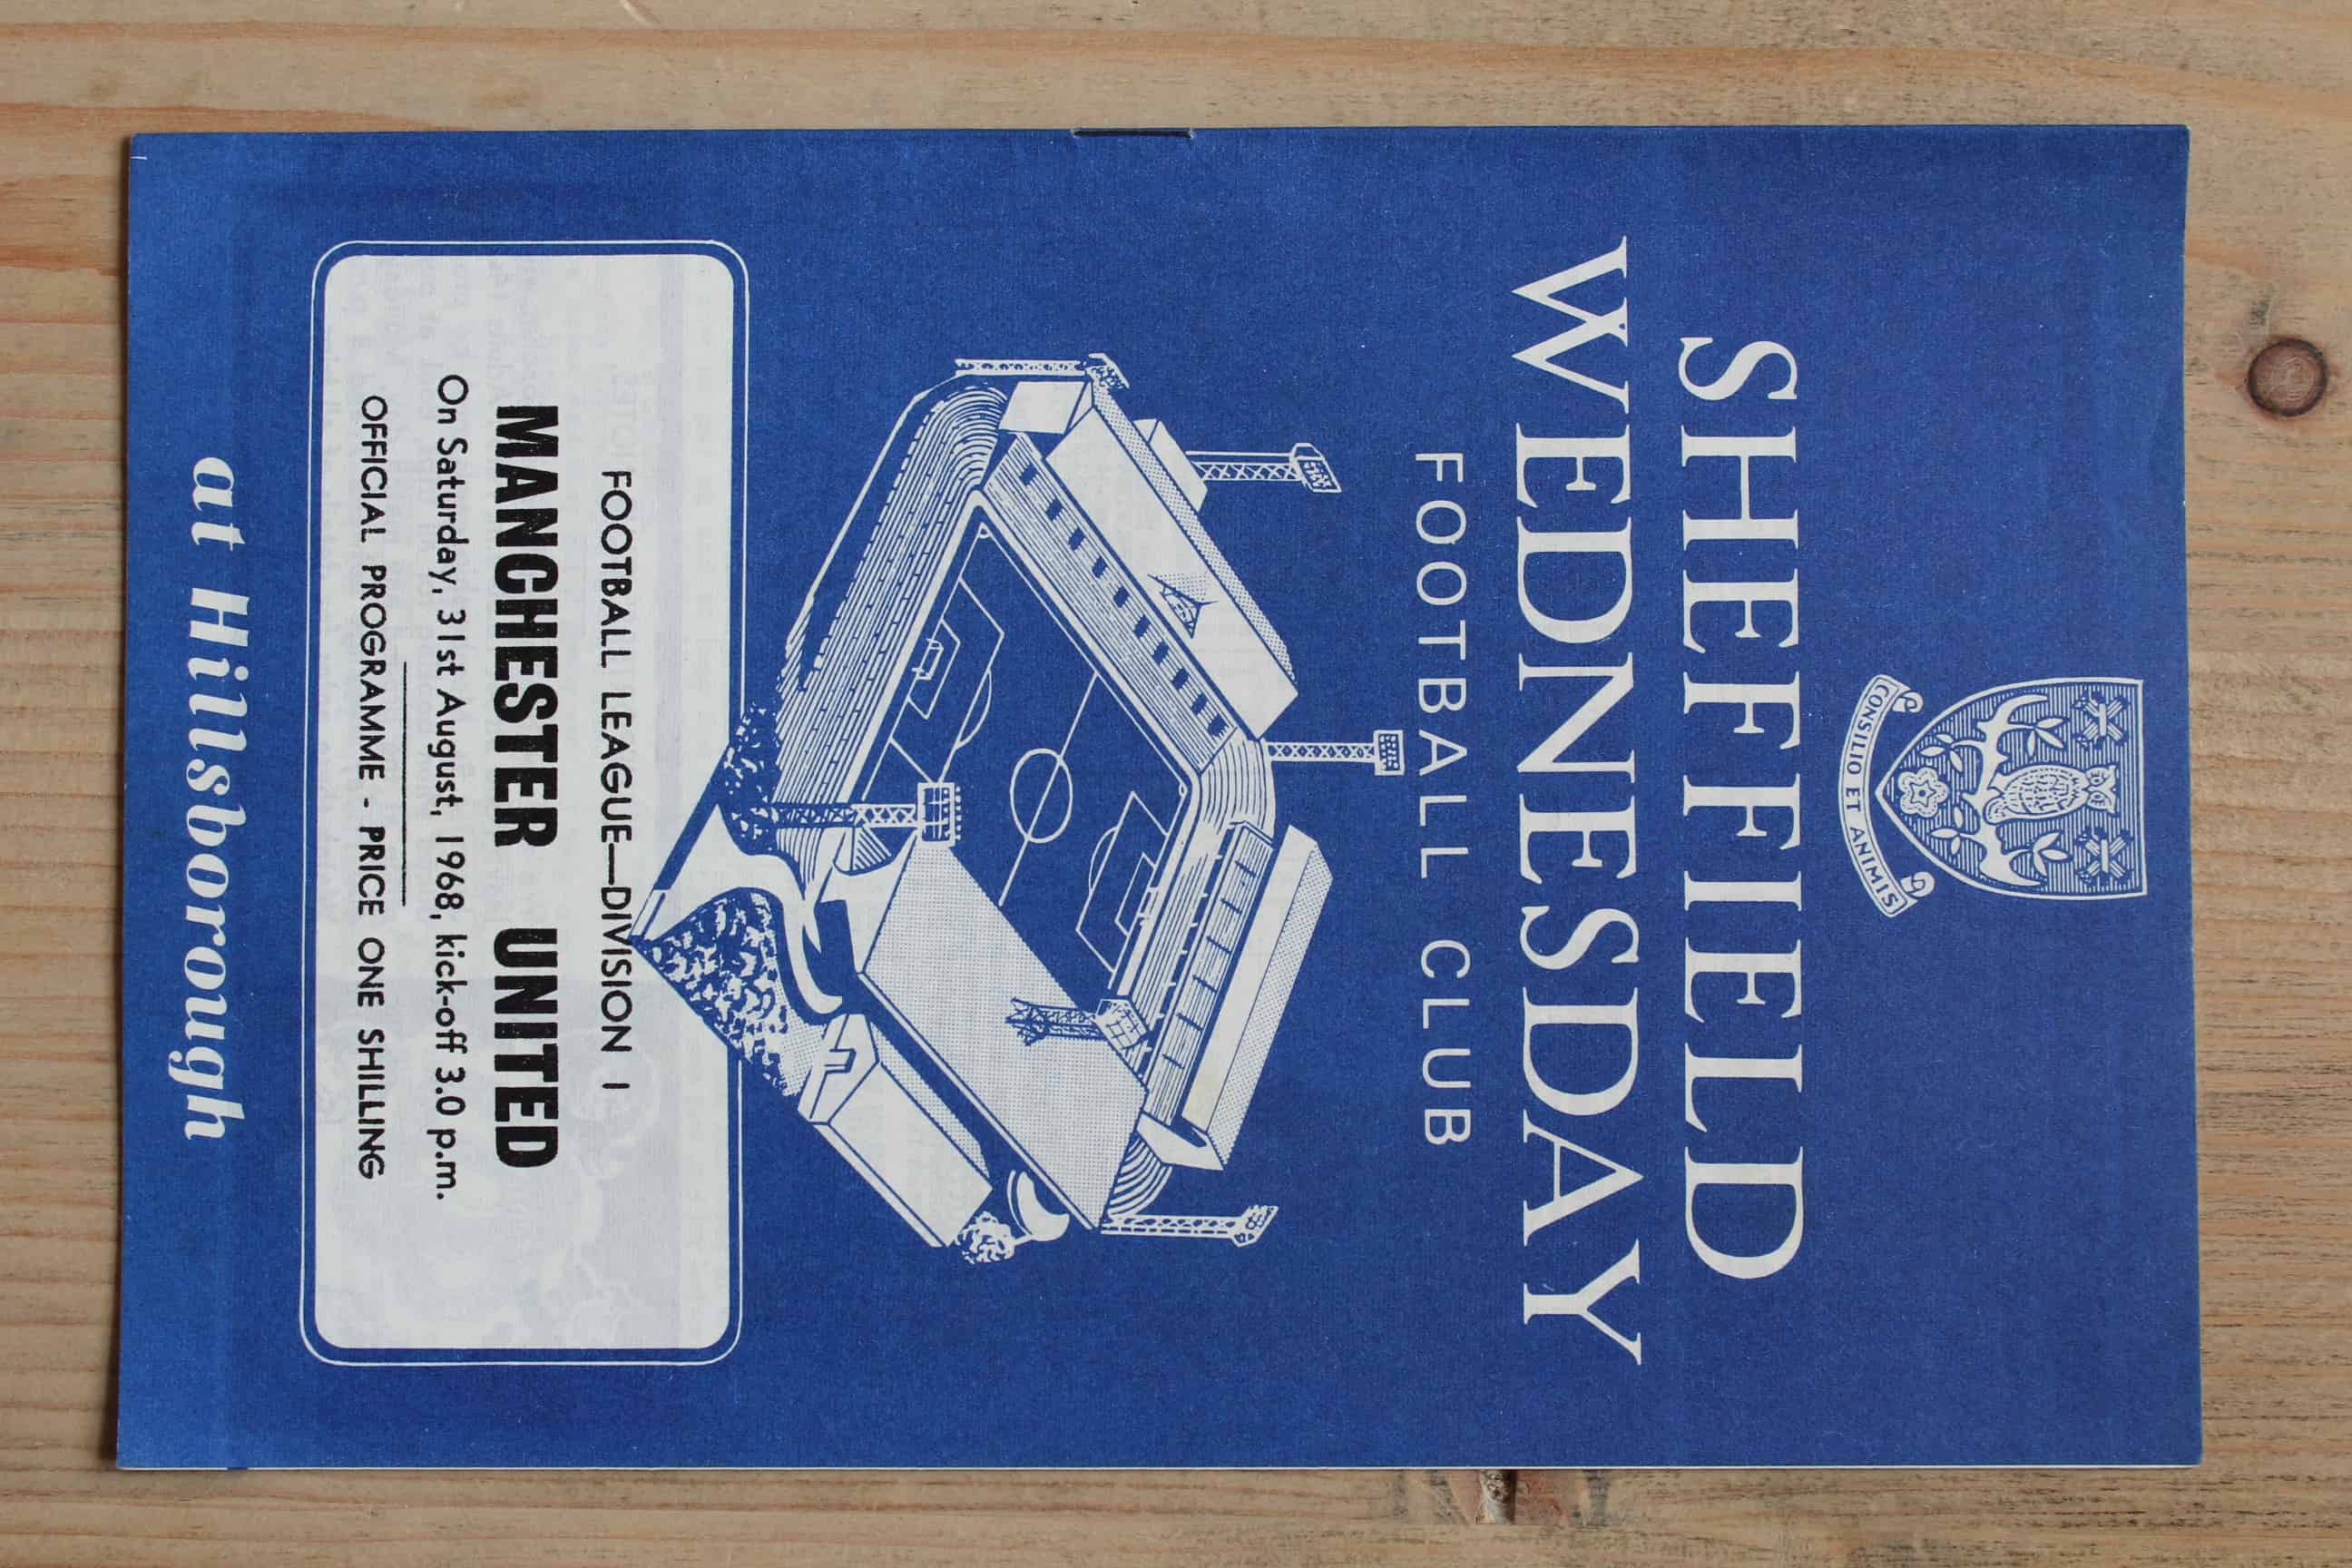 CONSILIO ET ANIMIS
SHEFFIELD
WEDNESDAY
FOOTBALL CLUB
FOOTBALL LEAGUE—DIVISION 1
MANCHESTER UNITED
On Saturday, 31st August, 1968, kick-off 3.0 p.m.
OFFICIAL PROGRAMME - PRICE ONE SHILLING
at Hillsborough